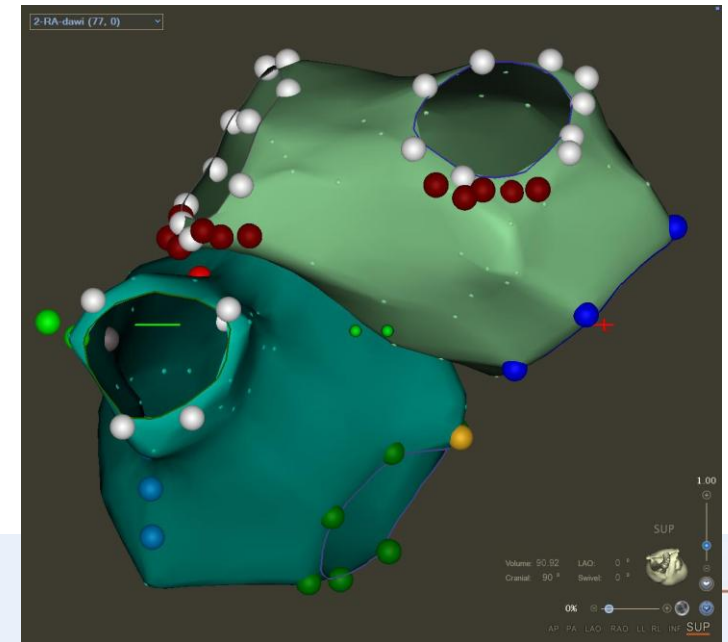 2-RA-dawi (77, 0)
1.00
SUP
Volume: 90.92 LAO: 0 °
Cranial: 90 ° Swivel: 0 °
0%
AP PA LAO RAO LL RL INF SUP